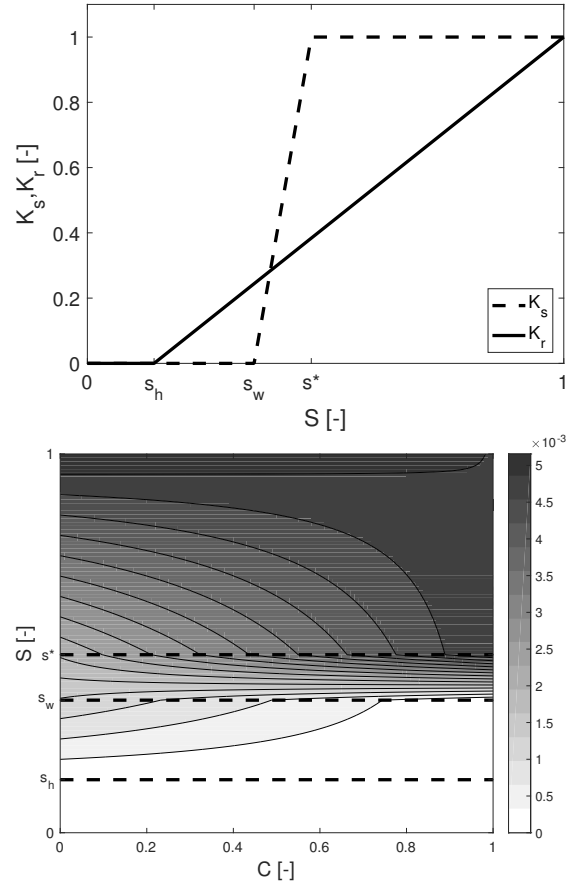 1
0.8
0.6
0.4
0.2
0
K_s,K_r [-]
K_s
K_r
0 s_h s_w s* 1
S [-]
×10^-3
1
s*
s_w
s_h
0
S [-]
5
4.5
4
3.5
3
2.5
2
1.5
1
0.5
0
0 0.2 0.4 0.6 0.8 1
C [-]